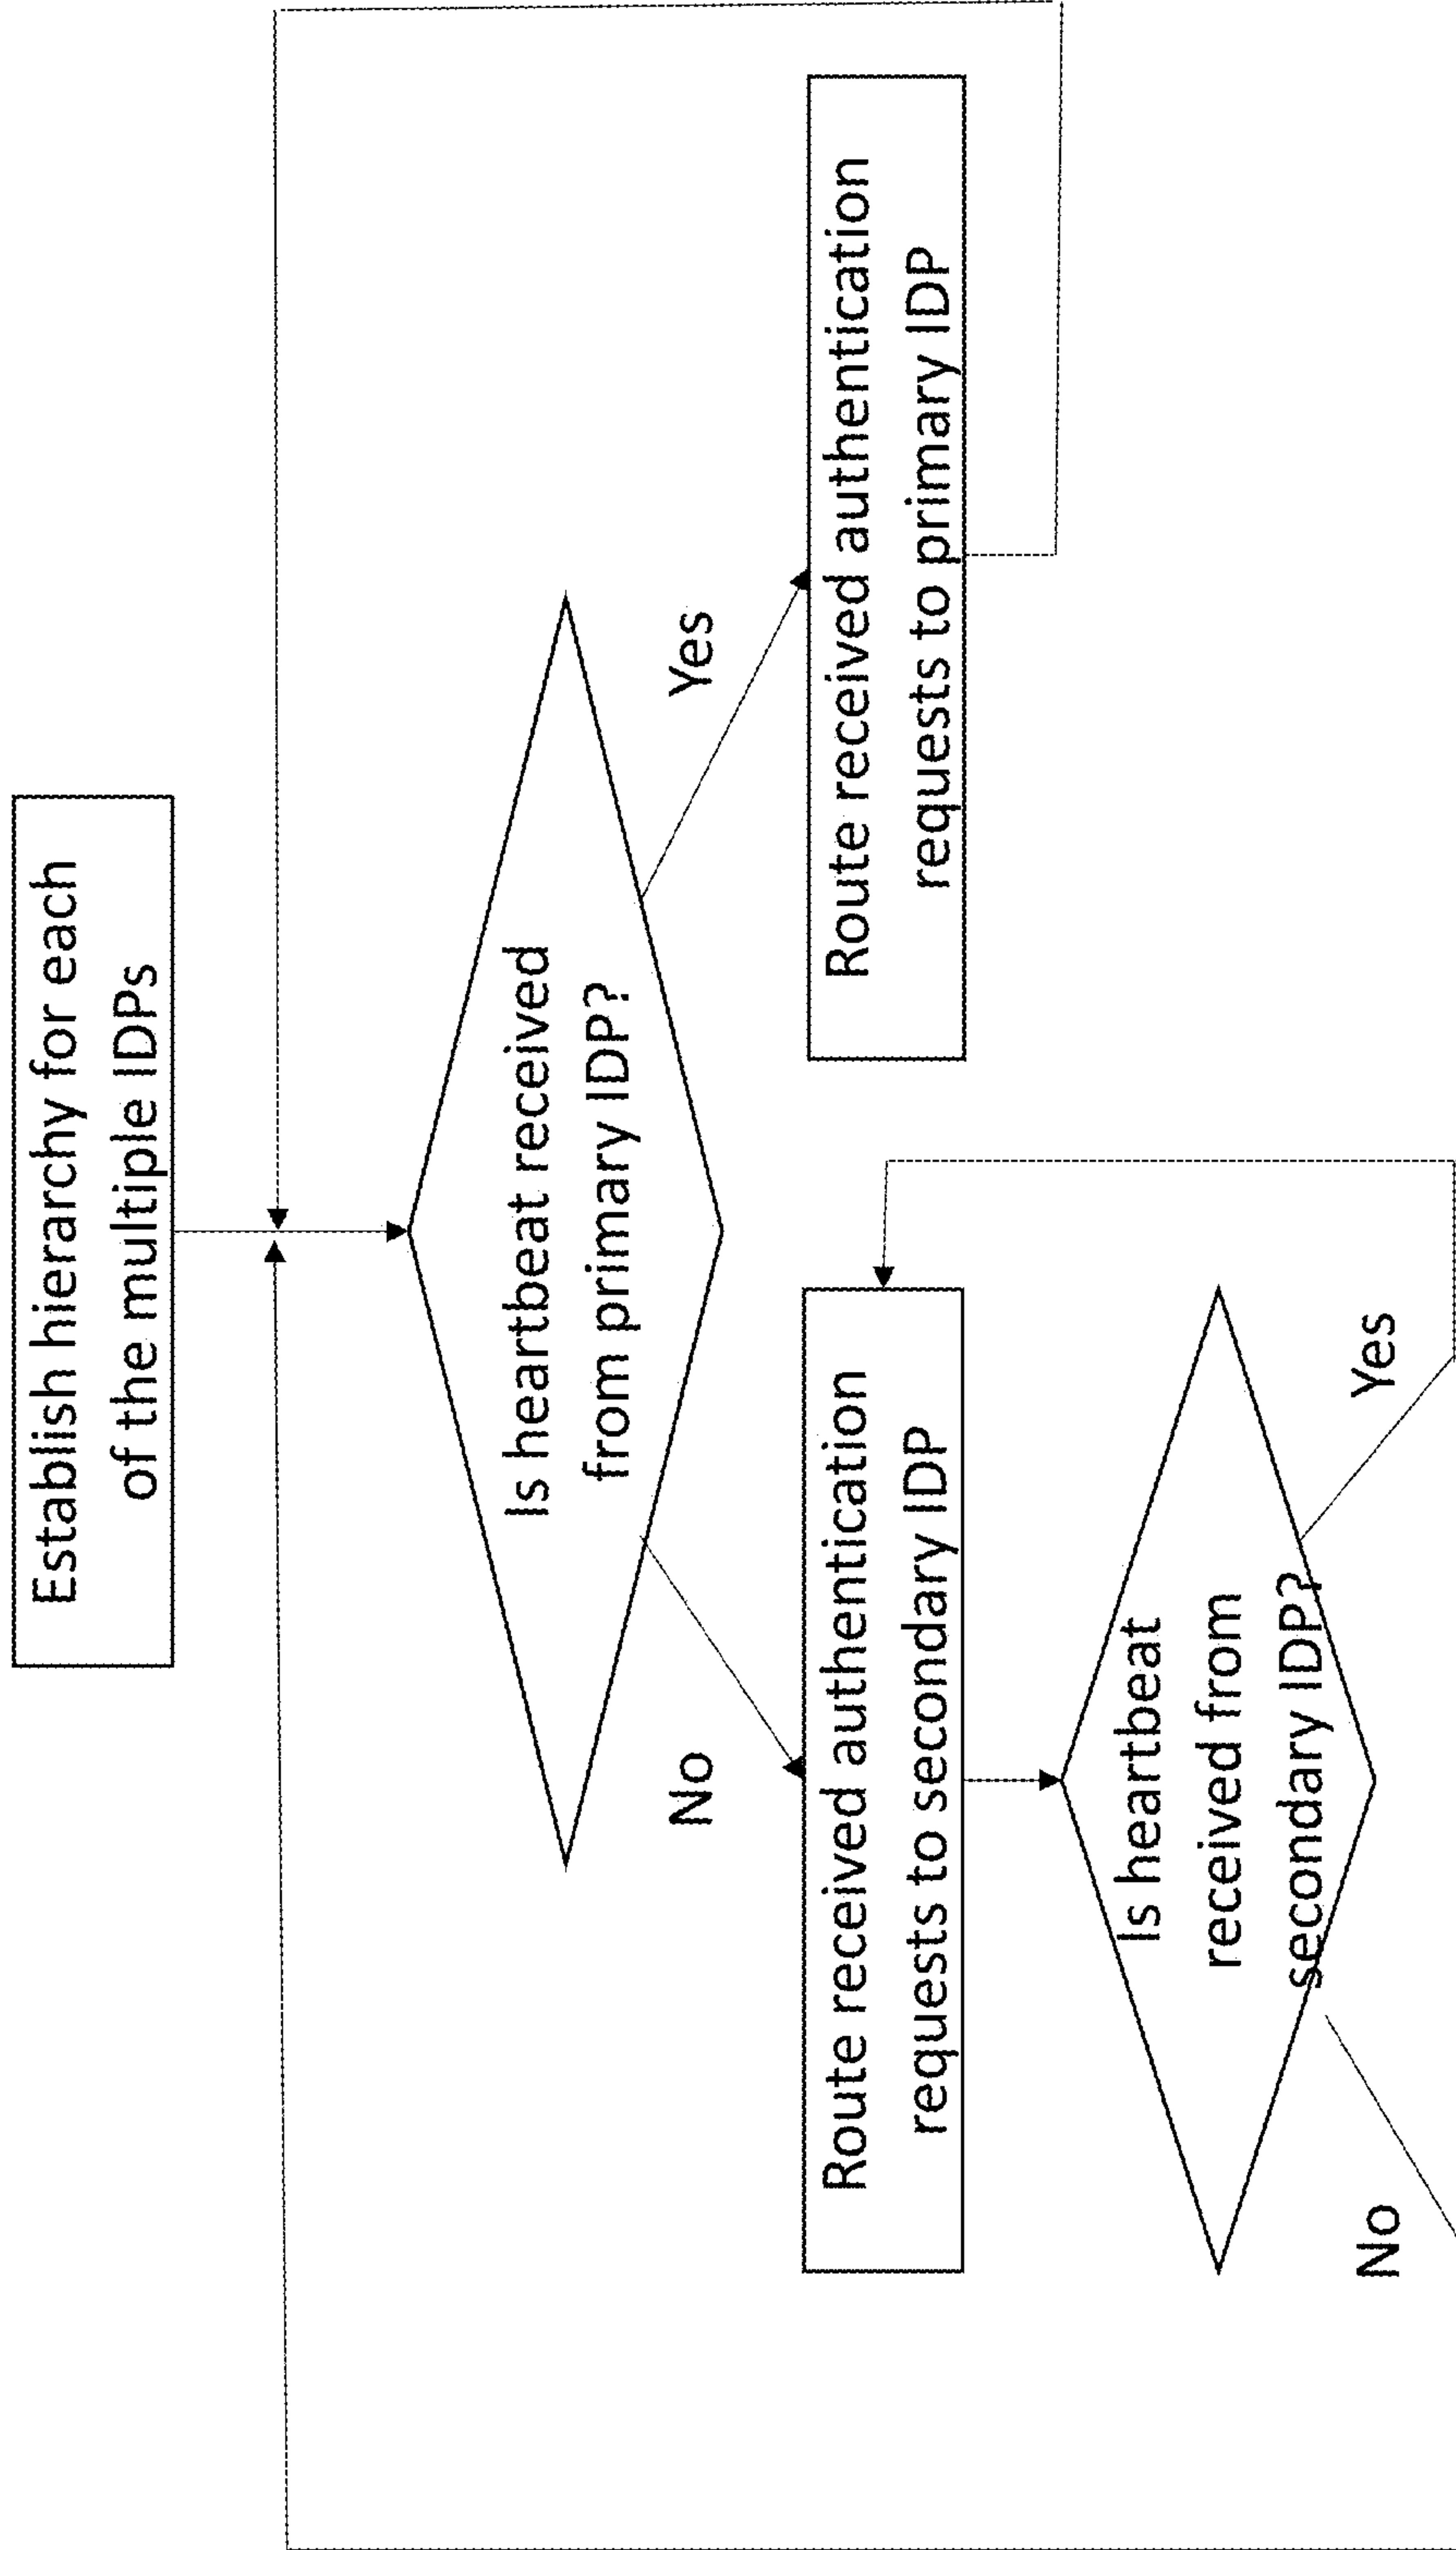 Establish hierarchy for each
of the multiple IDPs
Is heartbeat received
from primary IDP?
No
Yes
Route received authentication
requests to secondary IDP
Route received authentication
requests to primary IDP
Is heartbeat
received from
secondary IDP?
No
Yes